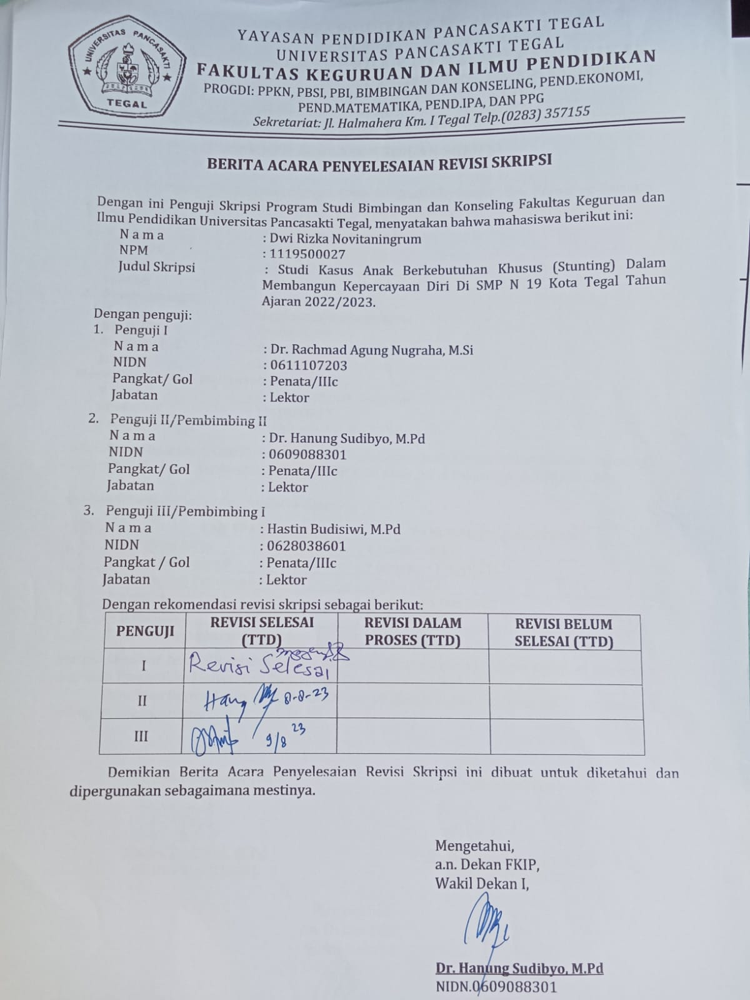 UNIVERSITAS PANCASAKTI
TEGAL
YAYASAN PENDIDIKAN PANCASAKTI TEGAL
UNIVERSITAS PANCASAKTI TEGAL
FAKULTAS KEGURUAN DAN ILMU PENDIDIKAN
PROGDI: PPKN, PBSI, PBI, BIMBINGAN DAN KONSELING, PEND.EKONOMI,
PEND.MATEMATIKA, PEND.IPA, DAN PPG
Sekretariat: Jl. Halmahera Km. I Tegal Telp.(0283) 357155
BERITA ACARA PENYELESAIAN REVISI SKRIPSI
Dengan ini Penguji Skripsi Program Studi Bimbingan dan Konseling Fakultas Keguruan dan
Ilmu Pendidikan Universitas Pancasakti Tegal, menyatakan bahwa mahasiswa berikut ini:
N a m a : Dwi Rizka Novitaningrum
NPM : 1119500027
Judul Skripsi : Studi Kasus Anak Berkebutuhan Khusus (Stunting) Dalam
Membangun Kepercayaan Diri Di SMP N 19 Kota Tegal Tahun
Ajaran 2022/2023.
Dengan penguji:
1. Penguji I
N a m a : Dr. Rachmad Agung Nugraha, M.Si
NIDN : 0611107203
Pangkat/ Gol : Penata/IIIc
Jabatan : Lektor
2. Penguji II/Pembimbing II
N a m a : Dr. Hanung Sudibyo, M.Pd
NIDN : 0609088301
Pangkat/ Gol : Penata/IIIc
Jabatan : Lektor
3. Penguji III/Pembimbing I
N a m a : Hastin Budisiwi, M.Pd
NIDN : 0628038601
Pangkat / Gol : Penata/IIIc
Jabatan : Lektor
Dengan rekomendasi revisi skripsi sebagai berikut:
PENGUJI REVISI SELESAI (TTD) REVISI DALAM PROSES (TTD) REVISI BELUM SELESAI (TTD)
I Revisi Selesai
II 8-8-23
III 9/8 23
Demikian Berita Acara Penyelesaian Revisi Skripsi ini dibuat untuk diketahui dan
dipergunakan sebagaimana mestinya.
Mengetahui,
a.n. Dekan FKIP,
Wakil Dekan I,
Dr. Hanung Sudibyo, M.Pd
NIDN.0609088301